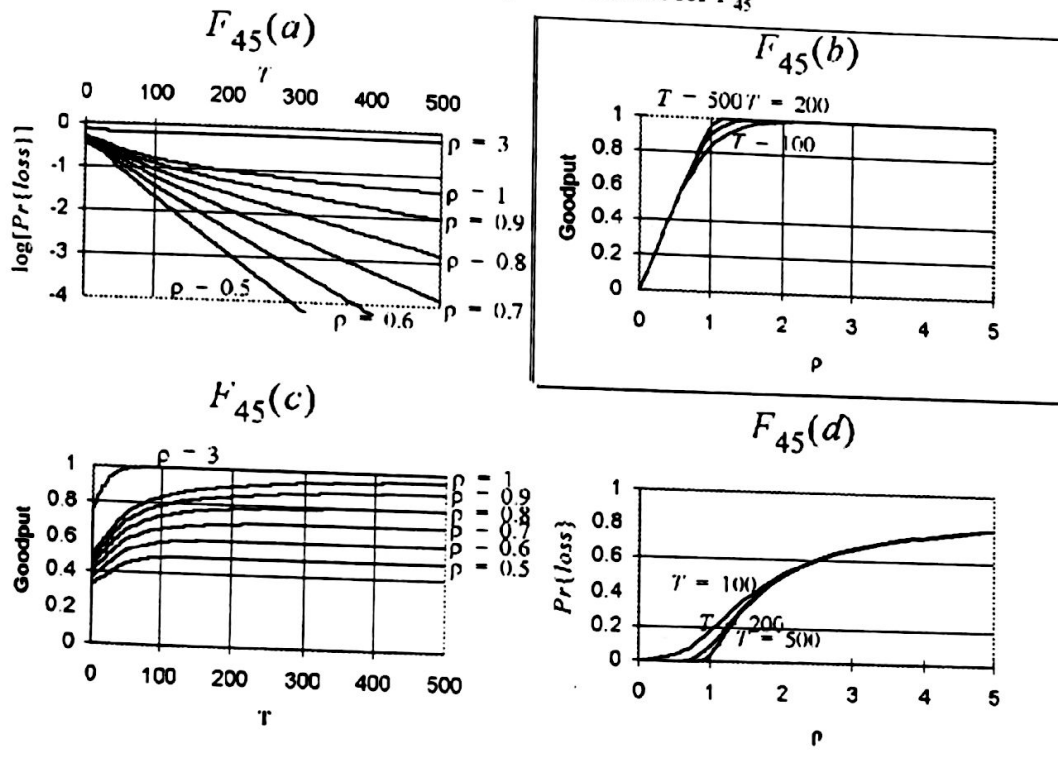 45
F45(a)
T
0 100 200 300 400 500
0
-1
-2
-3
-4
log[Pr{loss}]
ρ = 3
ρ - 1
ρ = 0.9
ρ - 0.8
ρ = 0.7
ρ - 0.5
ρ = 0.6
F45(b)
T - 500 T = 200
T - 100
1
0.8
0.6
0.4
0.2
0
Goodput
0 1 2 3 4 5
ρ
F45(c)
ρ - 3
1
0.8
0.6
0.4
0.2
0
Goodput
ρ = 1
ρ = 0.9
ρ = 0.8
ρ = 0.7
ρ = 0.6
ρ = 0.5
0 100 200 300 400 500
T
F45(d)
1
0.8
0.6
0.4
0.2
0
Pr{loss}
T = 100
T 200
T = 500
0 1 2 3 4 5
ρ